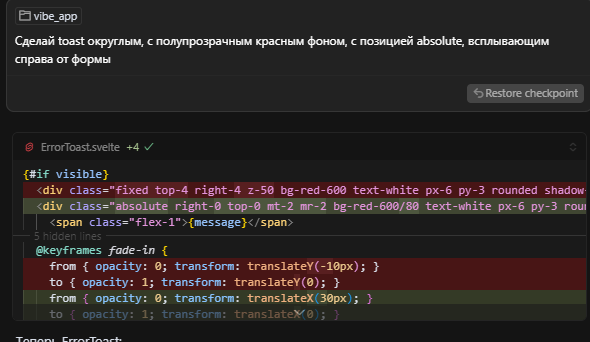 vibe_app
Сделай toast округлым, с полупрозрачным красным фоном, с позицией absolute, всплывающим
справа от формы
Restore checkpoint
ErrorToast.svelte +4
{#if visible}
<div class="fixed top-4 right-4 z-50 bg-red-600 text-white px-6 py-3 rounded shadow-
<div class="absolute right-0 top-0 mt-2 mr-2 bg-red-600/80 text-white px-6 py-3 rou
<span class="flex-1">{message}</span>
5 hidden lines
@keyframes fade-in {
from { opacity: 0; transform: translateY(-10px); }
to { opacity: 1; transform: translateY(0); }
from { opacity: 0; transform: translateX(30px); }
to { opacity: 1; transform: translateX(0); }
Теперь ErrorToast: